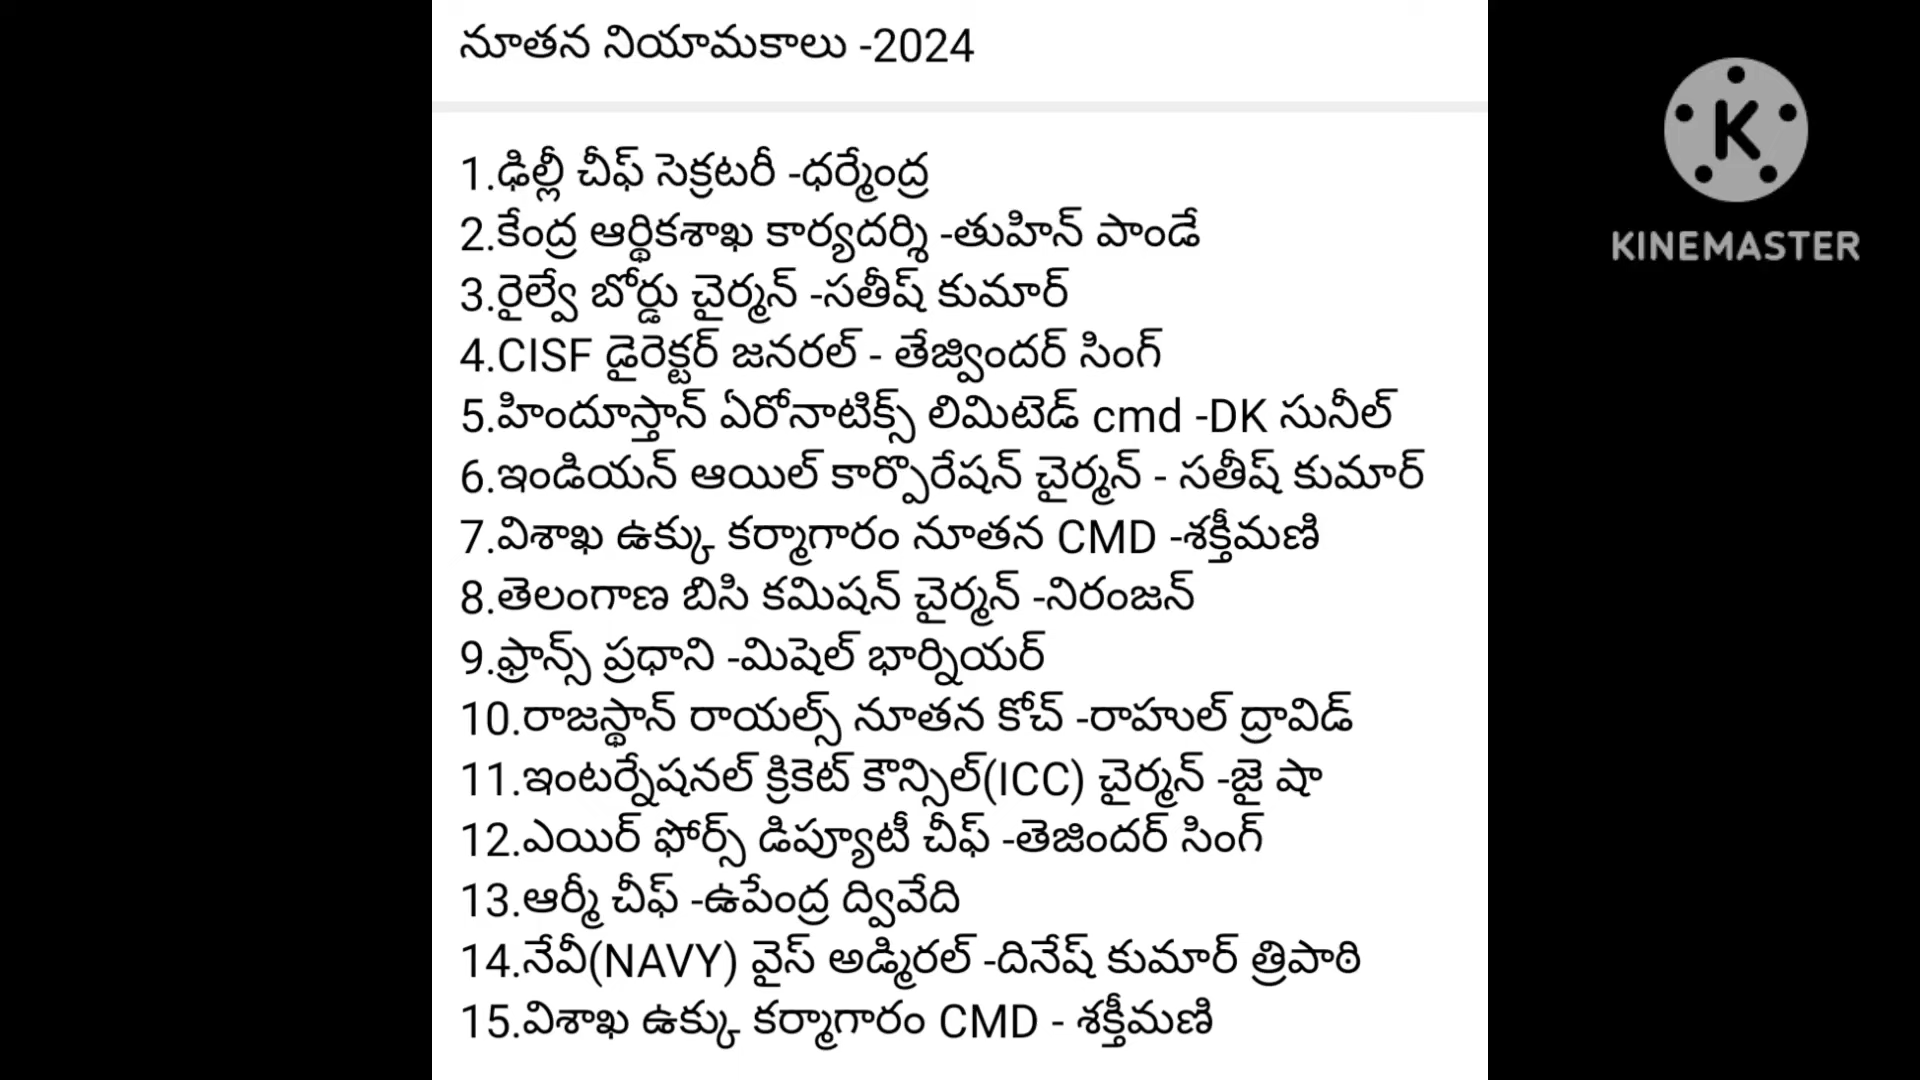 నూతన నియామకాలు -2024
1.ఢిల్లీ చీఫ్ సెక్రటరీ -ధర్మేంద్ర
2.కేంద్ర ఆర్థికశాఖ కార్యదర్శి -తుహిన్ పాండే
3.రైల్వే బోర్డు చైర్మన్ -సతీష్ కుమార్
4.CISF డైరెక్టర్ జనరల్ - తేజ్విందర్ సింగ్
5.హిందూస్తాన్ ఏరోనాటిక్స్ లిమిటెడ్ cmd -DK సునీల్
6.ఇండియన్ ఆయిల్ కార్పొరేషన్ చైర్మన్ - సతీష్ కుమార్
7.విశాఖ ఉక్కు కర్మాగారం నూతన CMD -శక్తీమణి
8.తెలంగాణ బిసి కమిషన్ చైర్మన్ -నిరంజన్
9.ఫ్రాన్స్ ప్రధాని -మిషెల్ భార్నియర్
10.రాజస్థాన్ రాయల్స్ నూతన కోచ్ -రాహుల్ ద్రావిడ్
11.ఇంటర్నేషనల్ క్రికెట్ కౌన్సిల్(ICC) చైర్మన్ -జై షా
12.ఎయిర్ ఫోర్స్ డిప్యూటీ చీఫ్ -తెజిందర్ సింగ్
13.ఆర్మీ చీఫ్ -ఉపేంద్ర ద్వివేది
14.నేవీ(NAVY) వైస్ అడ్మిరల్ -దినేష్ కుమార్ త్రిపాఠి
15.విశాఖ ఉక్కు కర్మాగారం CMD - శక్తీమణి
K
KINEMASTER